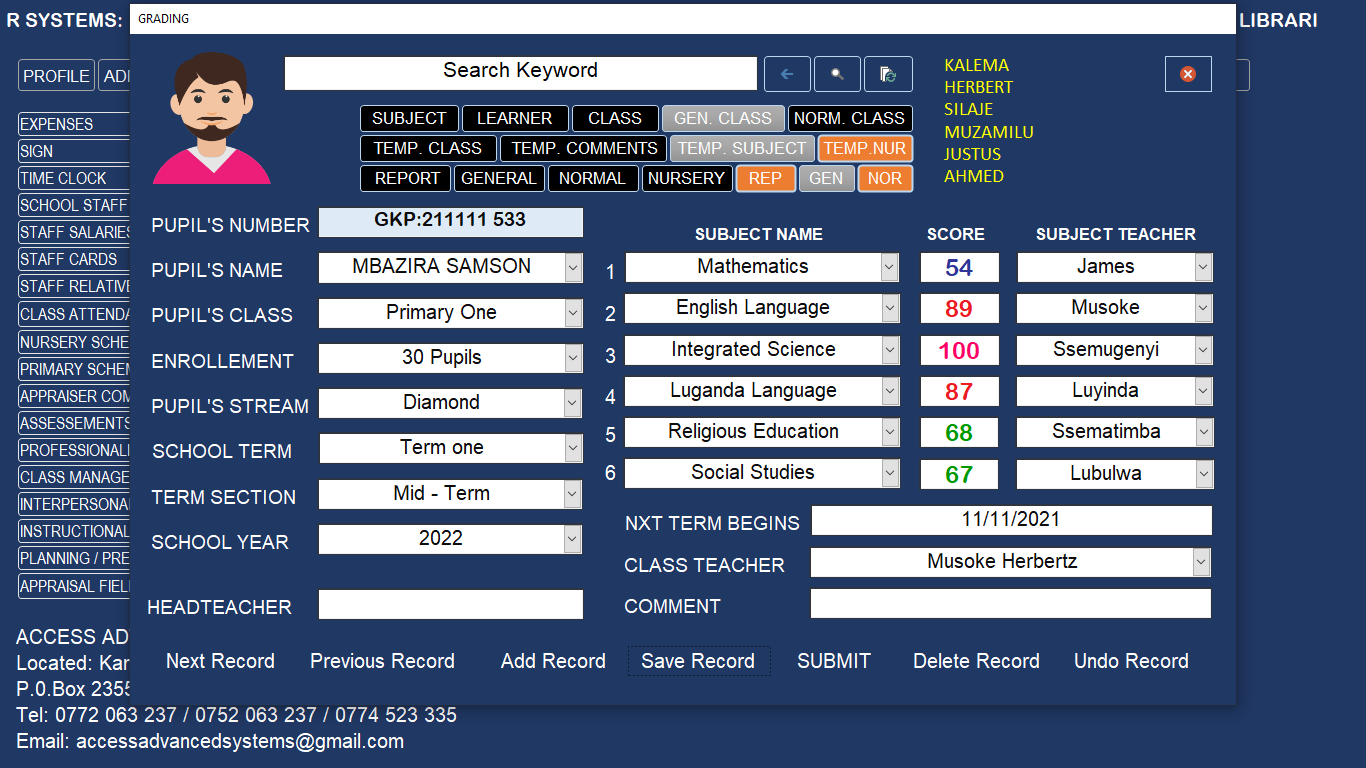 R SYSTEMS:
GRADING
LIBRARI
PROFILE
Search Keyword
KALEMA
HERBERT
SILAJE
MUZAMILU
JUSTUS
AHMED
SUBJECT LEARNER CLASS GEN. CLASS NORM. CLASS
TEMP. CLASS TEMP. COMMENTS TEMP. SUBJECT TEMP.NUR
REPORT GENERAL NORMAL NURSERY REP GEN NOR
EXPENSES
SIGN
TIME CLOCK
SCHOOL STAFF
STAFF SALARIES
STAFF CARDS
STAFF RELATIVE
CLASS ATTENDA
NURSERY SCHE
PRIMARY SCHEM
APPRAISER COM
ASSESSEMENTS
PROFESSIONALI
CLASS MANAGE
INTERPERSONA
INSTRUCTIONAL
PLANNING / PRE
APPRAISAL FIEL
PUPIL'S NUMBER GKP:211111 533
PUPIL'S NAME MBAZIRA SAMSON
PUPIL'S CLASS Primary One
ENROLLEMENT 30 Pupils
PUPIL'S STREAM Diamond
SCHOOL TERM Term one
TERM SECTION Mid - Term
SCHOOL YEAR 2022
HEADTEACHER
SUBJECT NAME SCORE SUBJECT TEACHER
1 Mathematics 54 James
2 English Language 89 Musoke
3 Integrated Science 100 Ssemugenyi
4 Luganda Language 87 Luyinda
5 Religious Education 68 Ssematimba
6 Social Studies 67 Lubulwa
NXT TERM BEGINS 11/11/2021
CLASS TEACHER Musoke Herbertz
COMMENT
Next Record Previous Record Add Record Save Record SUBMIT Delete Record Undo Record
ACCESS AD
Located: Kar
P.0.Box 2355
Tel: 0772 063 237 / 0752 063 237 / 0774 523 335
Email: accessadvancedsystems@gmail.com